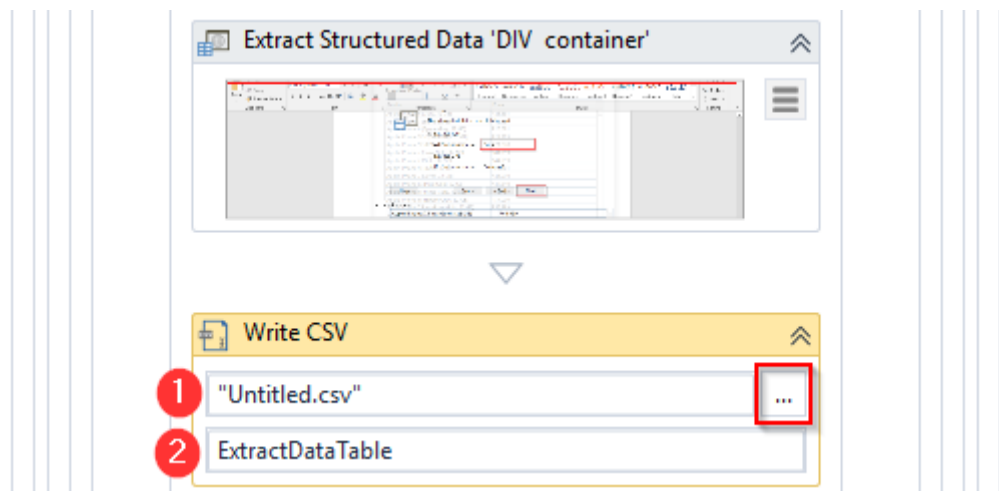 Extract Structured Data 'DIV  container'
Write CSV
1
"Untitled.csv"
...
2
ExtractDataTable